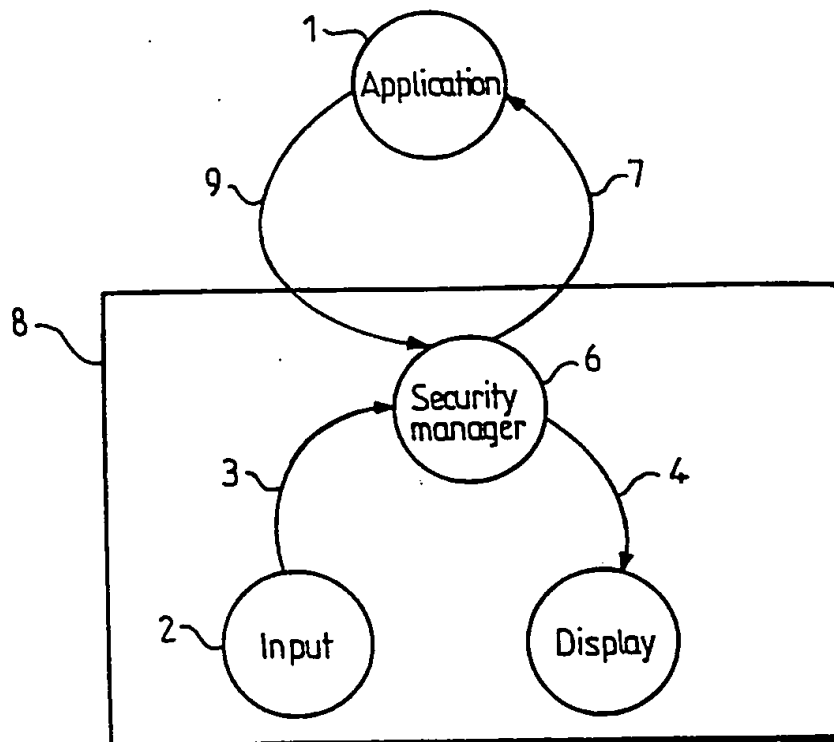 1
Application
9
7
8
6
Security
manager
3
4
2
Input
Display